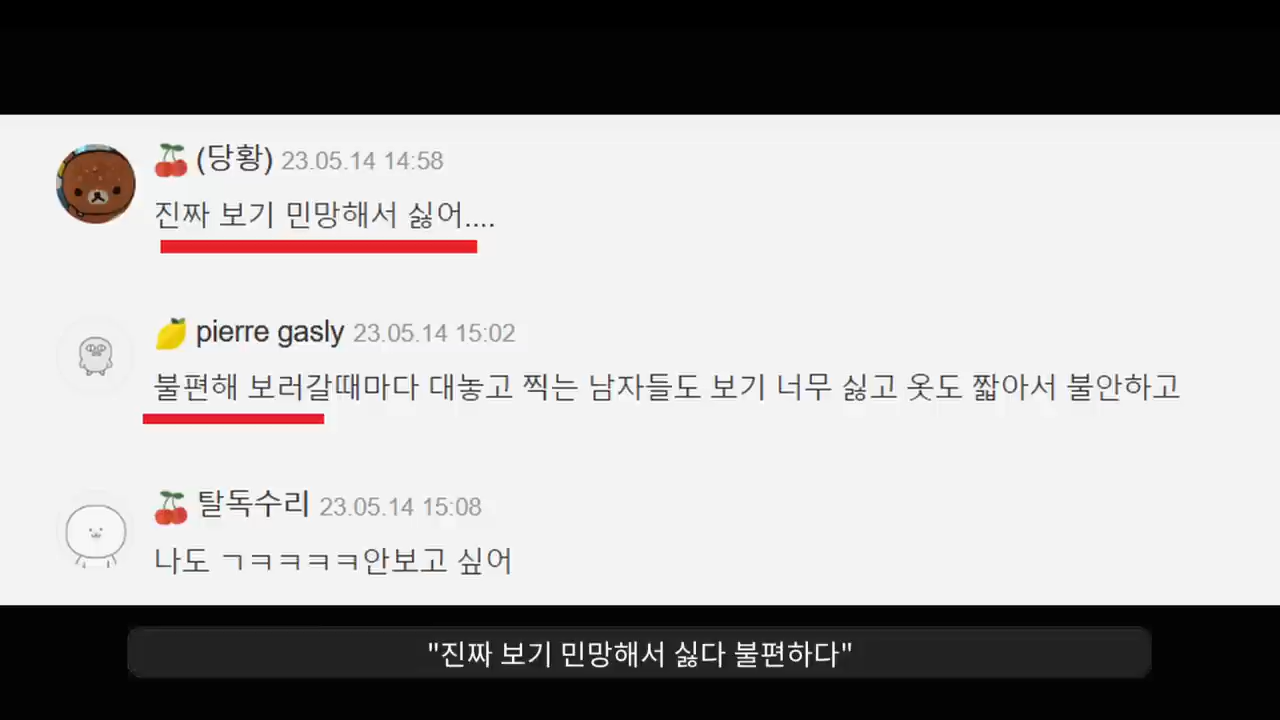 (당황) 23.05.14 14:58
진짜 보기 민망해서 싫어....
pierre gasly 23.05.14 15:02
불편해 보러갈때마다 대놓고 찍는 남자들도 보기 너무 싫고 옷도 짧아서 불안하고
탈독수리 23.05.14 15:08
나도 ㄱㅋㅋㅋㅋ안보고 싶어
"진짜 보기 민망해서 싫다 불편하다"